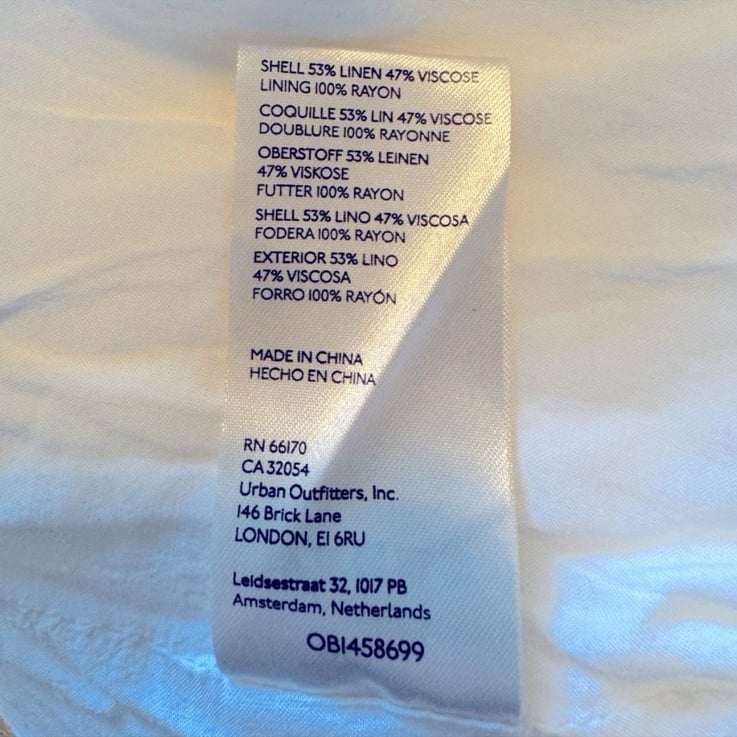 SHELL 53% LINEN 47% VISCOSE
LINING 100% RAYON
COQUILLE 53% LIN 47% VISCOSE
DOUBLURE 100% RAYONNE
OBERSTOFF 53% LEINEN
47% VISKOSE
FUTTER 100% RAYON
SHELL 53% LINO 47% VISCOSA
FODERA 100% RAYON
EXTERIOR 53% LINO
47% VISCOSA
FORRO 100% RAYÓN
MADE IN CHINA
HECHO EN CHINA
RN 66170
CA 32054
Urban Outfitters, Inc.
146 Brick Lane
LONDON, E1 6RU
Leidsestraat 32, 1017 PB
Amsterdam, Netherlands
OB1458699